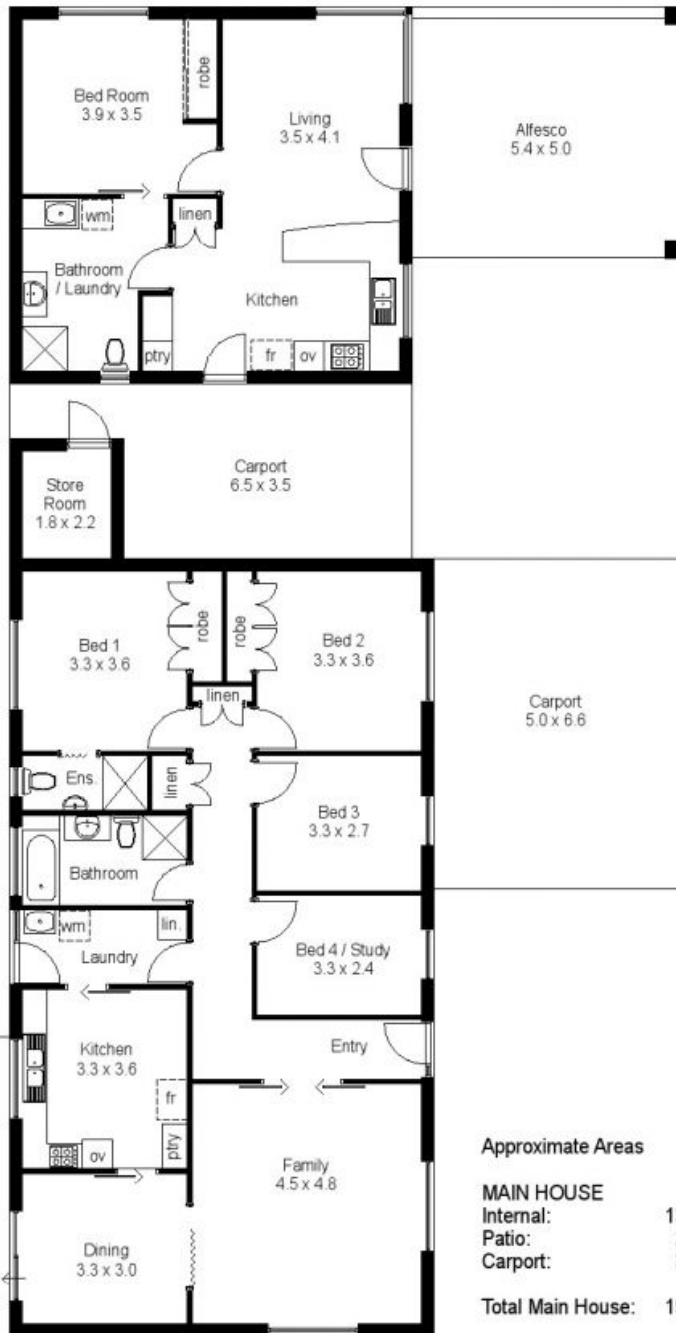 Bed Room
3.9 x 3.5
robe
Living
3.5 x 4.1
Alfesco
5.4 x 5.0
wm
linen
Bathroom
/ Laundry
Kitchen
ptry
fr
ov
Store
Room
1.8 x 2.2
Carport
6.5 x 3.5
Bed 1
3.3 x 3.6
robe
robe
Bed 2
3.3 x 3.6
linen
Carport
5.0 x 6.6
Ens.
linen
Bed 3
3.3 x 2.7
Bathroom
wm
lin.
Laundry
Bed 4 / Study
3.3 x 2.4
Kitchen
3.3 x 3.6
Entry
fr
ov
ptry
Family
4.5 x 4.8
Dining
3.3 x 3.0
Approximate Areas
MAIN HOUSE
Internal:
Patio:
Carport:
Total Main House: